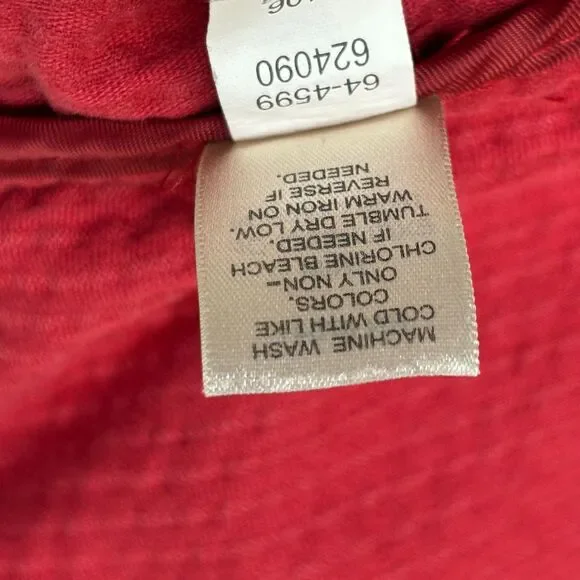 MACHINE WASH
COLD WITH LIKE
COLORS.
ONLY NON-
CHLORINE BLEACH
IF NEEDED.
TUMBLE DRY LOW.
WARM IRON ON
REVERSE IF
NEEDED.
64-4599
624090